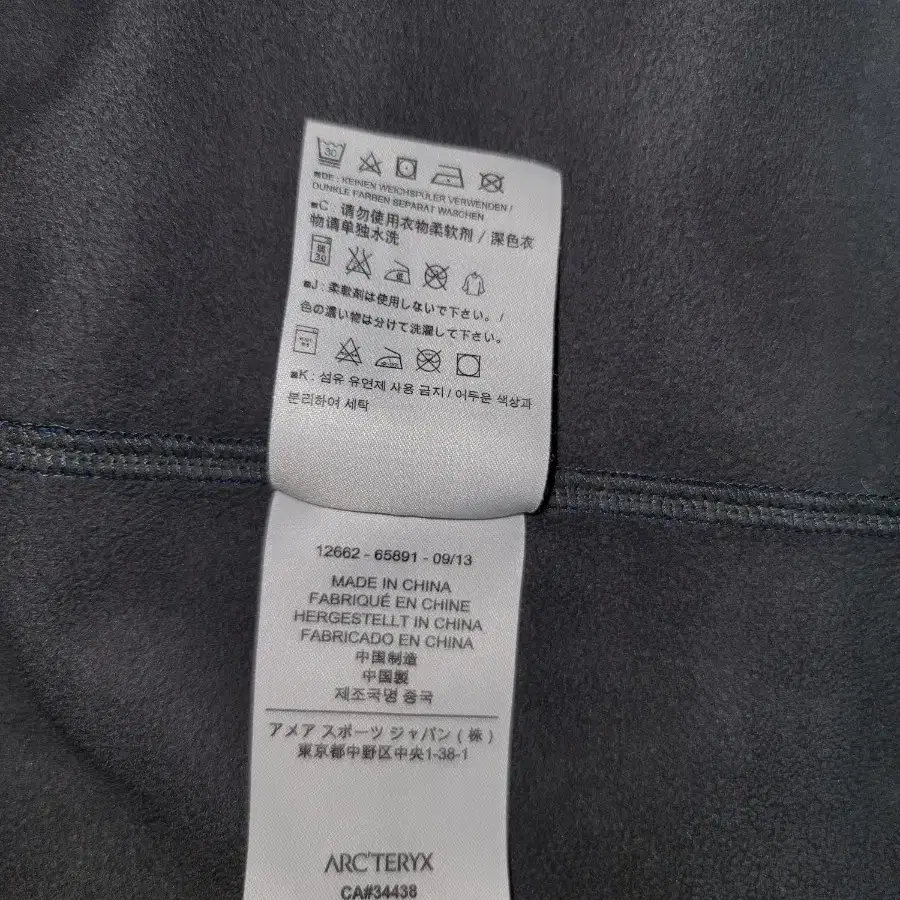 30
■DE : KEINEN WEICHSPÜLER VERWENDEN /
DUNKLE FARBEN SEPARAT WASCHEN
■C : 请勿使用衣物柔软剂 / 深色衣
物请单独水洗
30
■J : 柔軟剤は使用しないで下さい。/
色の濃い物は分けて洗濯して下さい。
■K : 섬유 유연제 사용 금지 / 어두운 색상과
분리하여 세탁
12662 - 65891 - 09/13
MADE IN CHINA
FABRIQUÉ EN CHINE
HERGESTELLT IN CHINA
FABRICADO EN CHINA
中国制造
中国製
제조국명 중국
アメア スポーツ ジャパン ( 株 )
東京都中野区中央1-38-1
ARC'TERYX
CA#34438